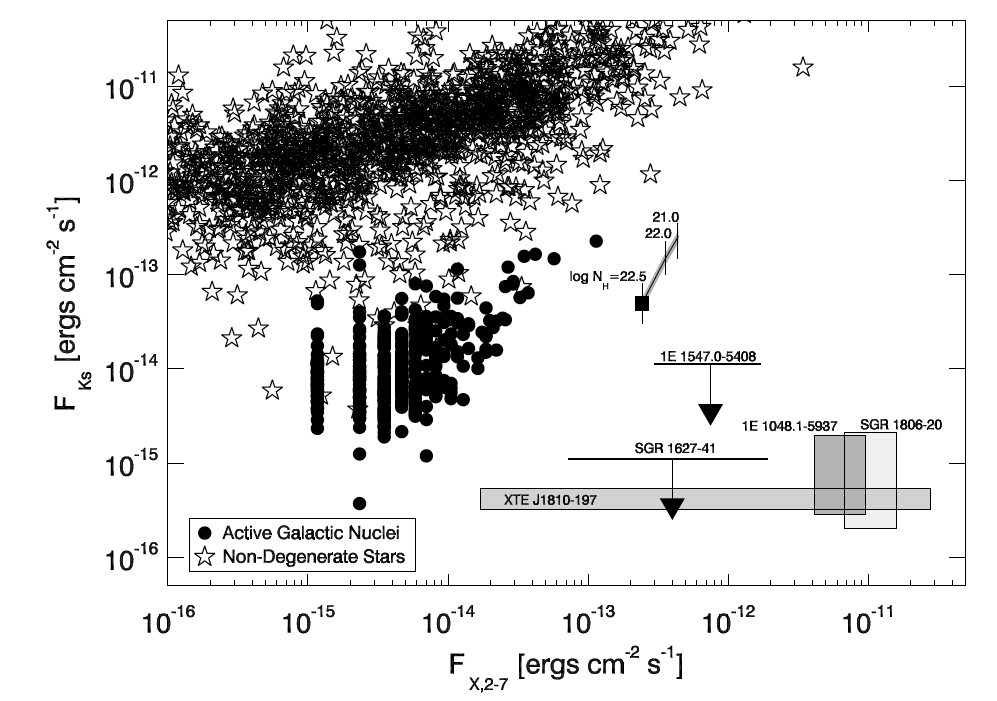 10-11
10-12
10-13
10-14
10-15
10-16
F Ks [ergs cm-2 s-1]
21.0
22.0
log NH=22.5
1E 1547.0-5408
1E 1048.1-5937
SGR 1806-20
SGR 1627-41
XTE J1810-197
Active Galactic Nuclei
Non-Degenerate Stars
10-16
10-15
10-14
10-13
10-12
10-11
F X,2-7 [ergs cm-2 s-1]